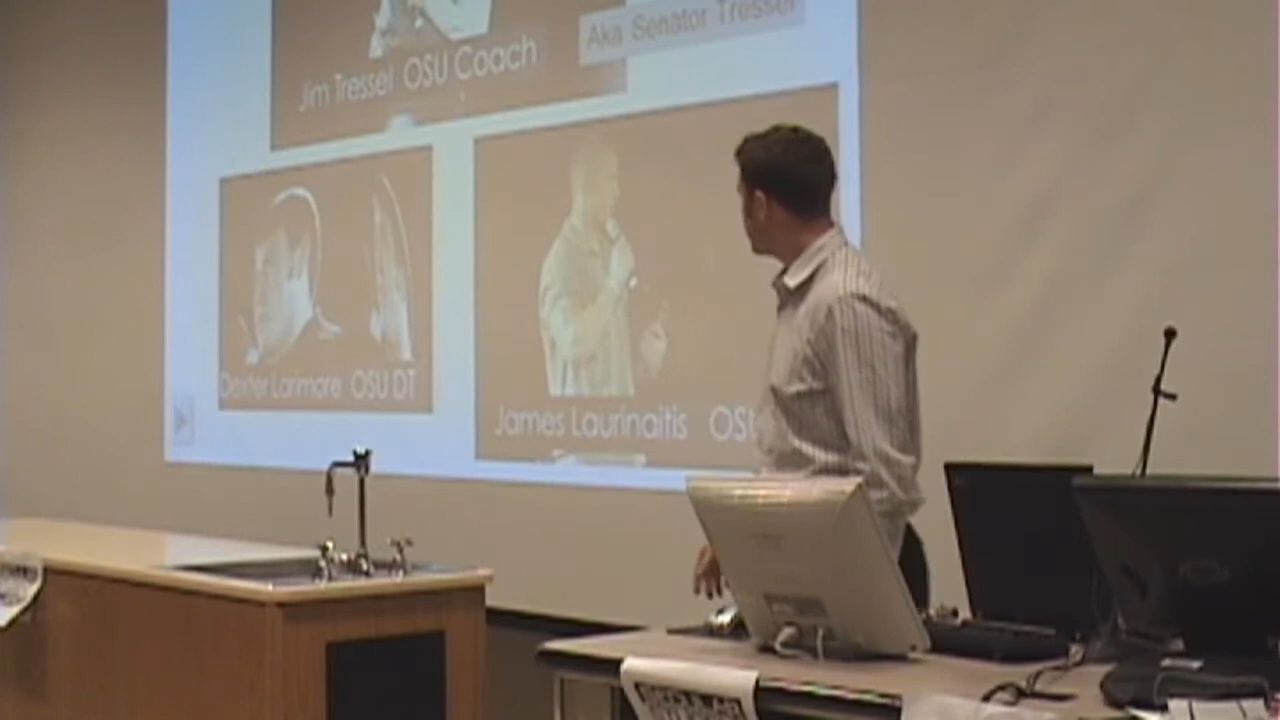 Aka Senator Tressel
Jim Tressel OSU Coach
Dexter Larimore OSU DT
James Laurinaitis OSU